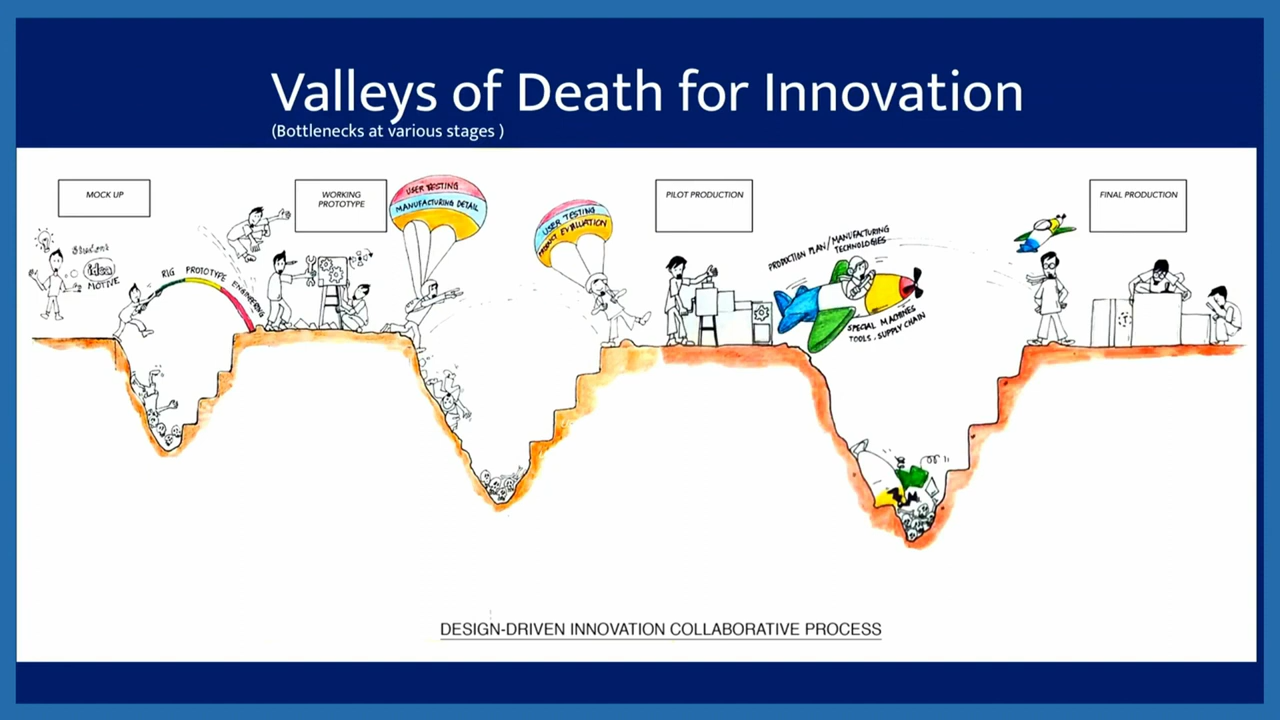 Valleys of Death for Innovation
(Bottlenecks at various stages )
MOCK UP
WORKING
PROTOTYPE
PILOT PRODUCTION
FINAL PRODUCTION
idea
MOTIVE
RIG PROTOTYPE ENGINEERING
USER TESTING
MANUFACTURING DETAIL
USER TESTING
PRODUCT EVALUATION
PRODUCTION PLAN / MANUFACTURING
TECHNOLOGIES
SPECIAL MACHINES
TOOLS, SUPPLY CHAIN
DESIGN-DRIVEN INNOVATION COLLABORATIVE PROCESS